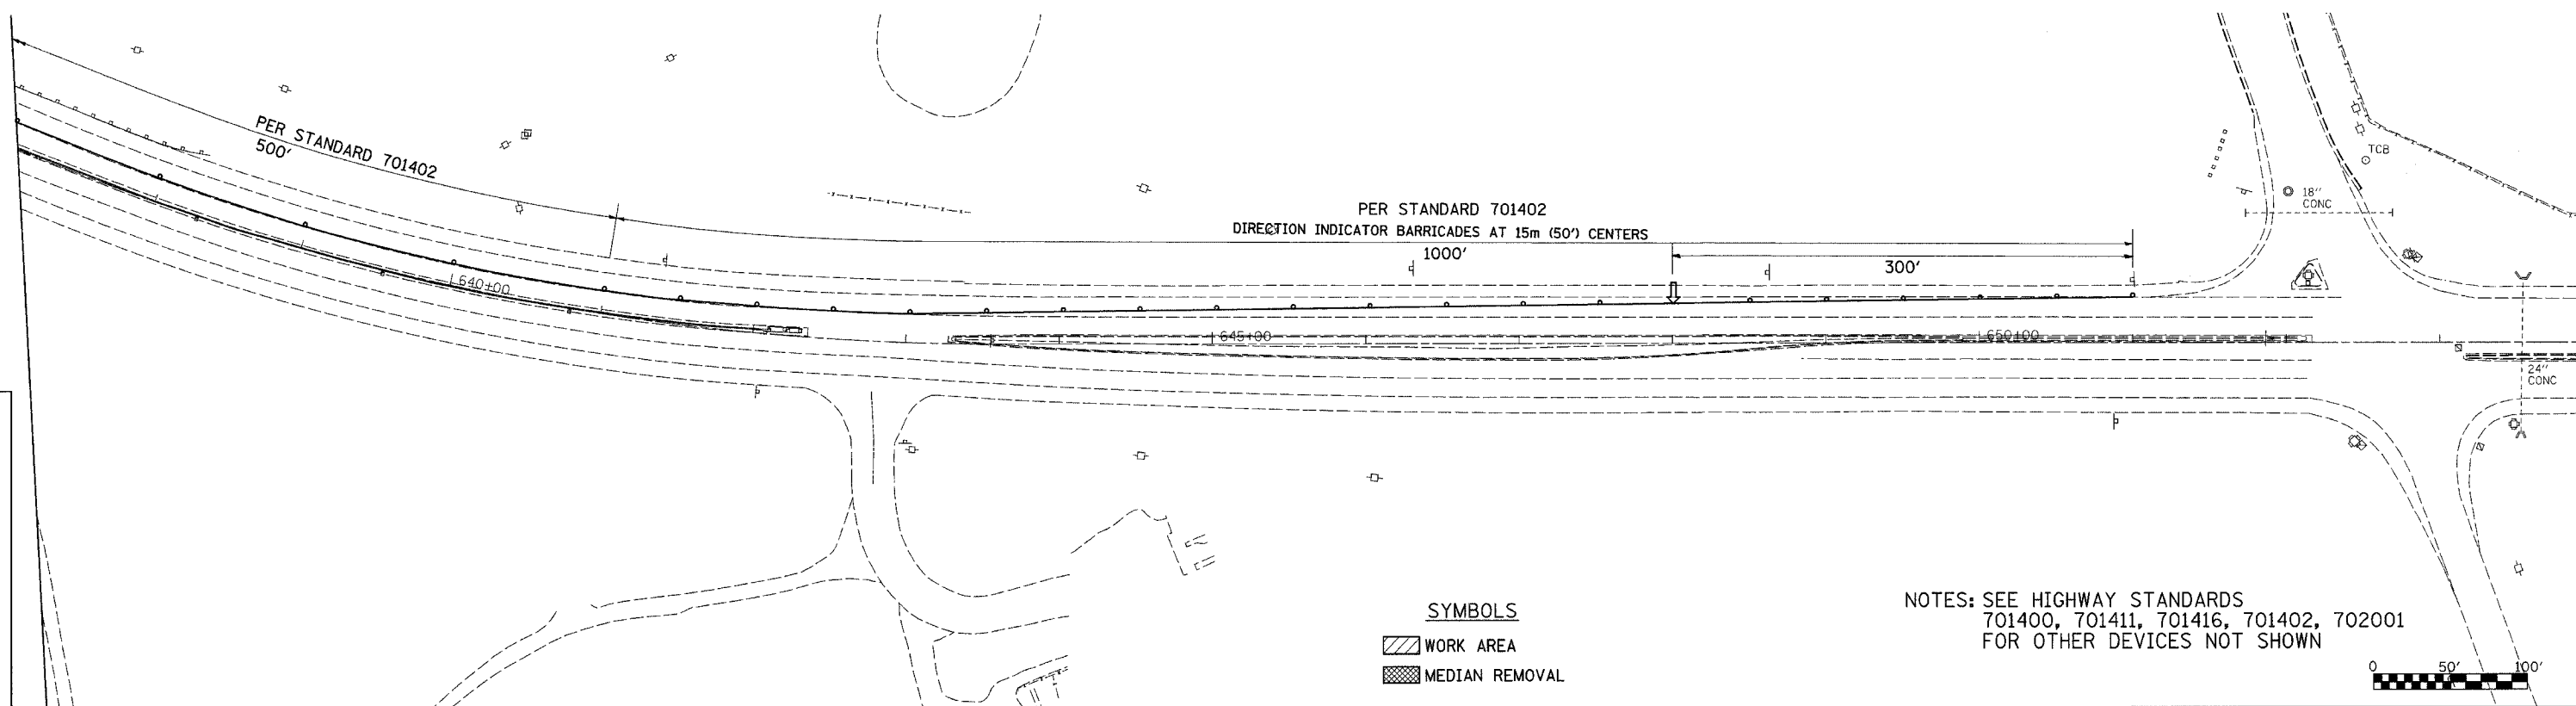 PER STANDARD 701402
500'
PER STANDARD 701402
DIRECTION INDICATOR BARRICADES AT 15m (50') CENTERS
1000'
300'
TCB
18"
CONC
640+00
645+00
650+00
24"
CONC
SYMBOLS
WORK AREA
MEDIAN REMOVAL
NOTES: SEE HIGHWAY STANDARDS
701400, 701411, 701416, 701402, 702001
FOR OTHER DEVICES NOT SHOWN
0 50' 100'